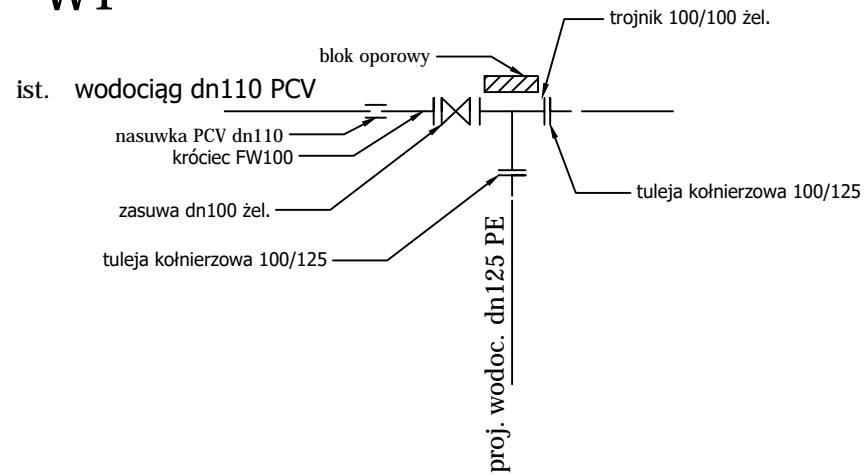 W1
trojnik 100/100 żel.
blok oporowy
ist. wodociąg dn110 PCV
nasuwka PCV dn110
króciec FW100
tuleja kołnierzowa 100/125
zasuwa dn100 żel.
tuleja kołnierzowa 100/125
proj. wodoc. dn125 PE